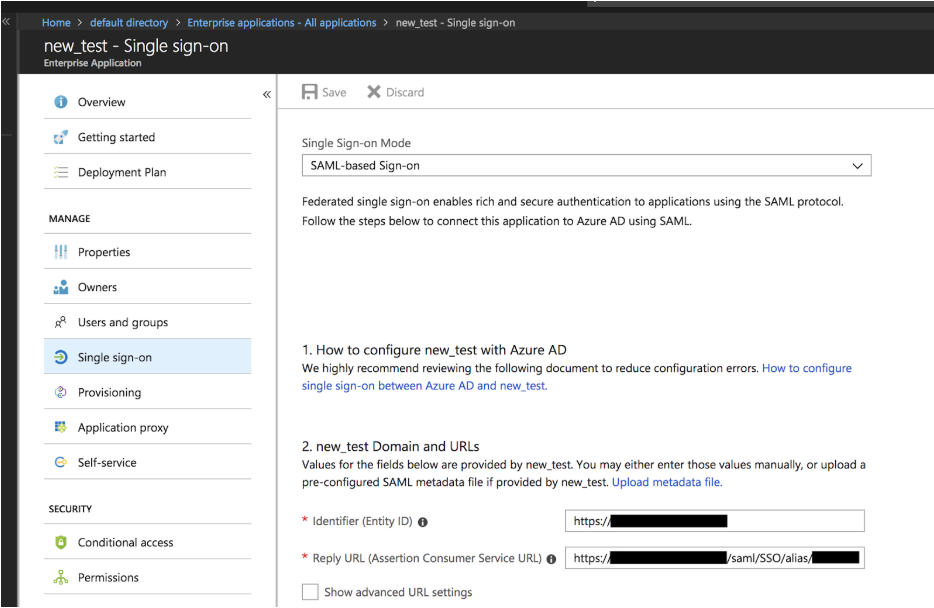 Home > default directory > Enterprise applications - All applications > new_test - Single sign-on
new_test - Single sign-on
Enterprise Application
Overview
Getting started
Deployment Plan
MANAGE
Properties
Owners
Users and groups
Single sign-on
Provisioning
Application proxy
Self-service
SECURITY
Conditional access
Permissions
Save Discard
Single Sign-on Mode
SAML-based Sign-on
Federated single sign-on enables rich and secure authentication to applications using the SAML protocol.
Follow the steps below to connect this application to Azure AD using SAML.
1. How to configure new_test with Azure AD
We highly recommend reviewing the following document to reduce configuration errors. How to configure
single sign-on between Azure AD and new_test.
2. new_test Domain and URLs
Values for the fields below are provided by new_test. You may either enter those values manually, or upload a
pre-configured SAML metadata file if provided by new_test. Upload metadata file.
* Identifier (Entity ID) https://
* Reply URL (Assertion Consumer Service URL) https:// /saml/SSO/alias/
Show advanced URL settings